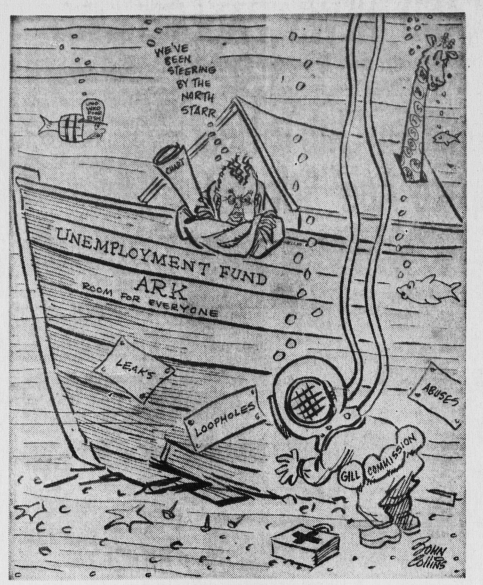 WE'VE
BEEN
STEERING
BY THE
NORTH
STARR
CHART
UNEMPLOYMENT FUND
ARK
ROOM FOR EVERYONE
LEAKS
LOOPHOLES
ABUSES
GILL COMMISSION
JOHN
Collins